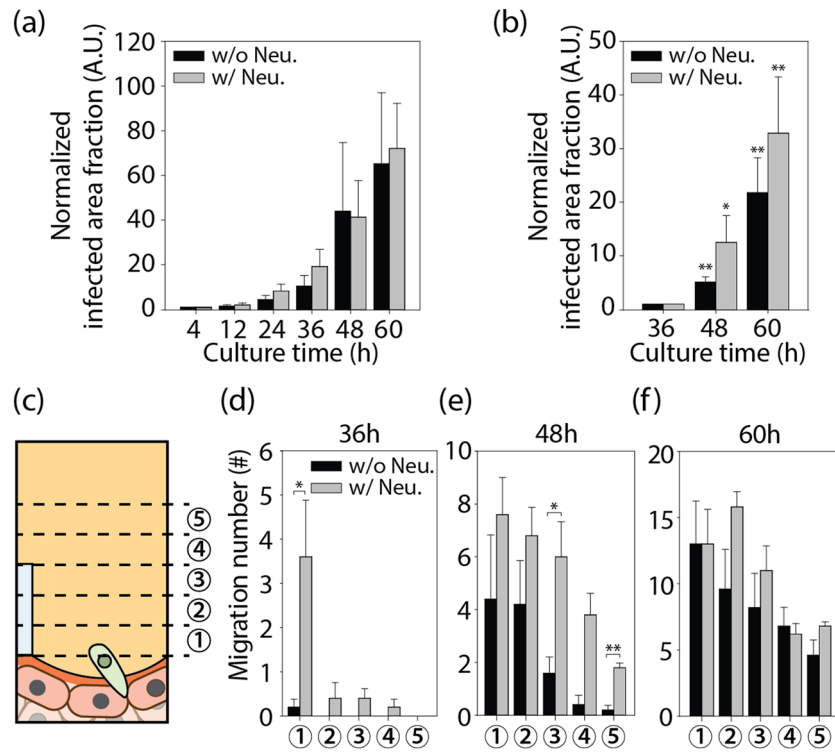 (a)
Normalized
infected area fraction (A.U.)
120
100
80
60
40
20
0
w/o Neu.
w/ Neu.
4 12 24 36 48 60
Culture time (h)
(b)
Normalized
infected area fraction (A.U.)
50
40
30
20
10
0
w/o Neu.
w/ Neu.
**
*
**
**
36 48 60
Culture time (h)
(c)
⑤
④
③
②
①
(d)
36h
Migration number (#)
6
5
4
3
2
1
0
w/o Neu.
w/ Neu.
*
① ② ③ ④ ⑤
(e)
48h
10
8
6
4
2
0
*
**
① ② ③ ④ ⑤
(f)
60h
20
15
10
5
0
① ② ③ ④ ⑤